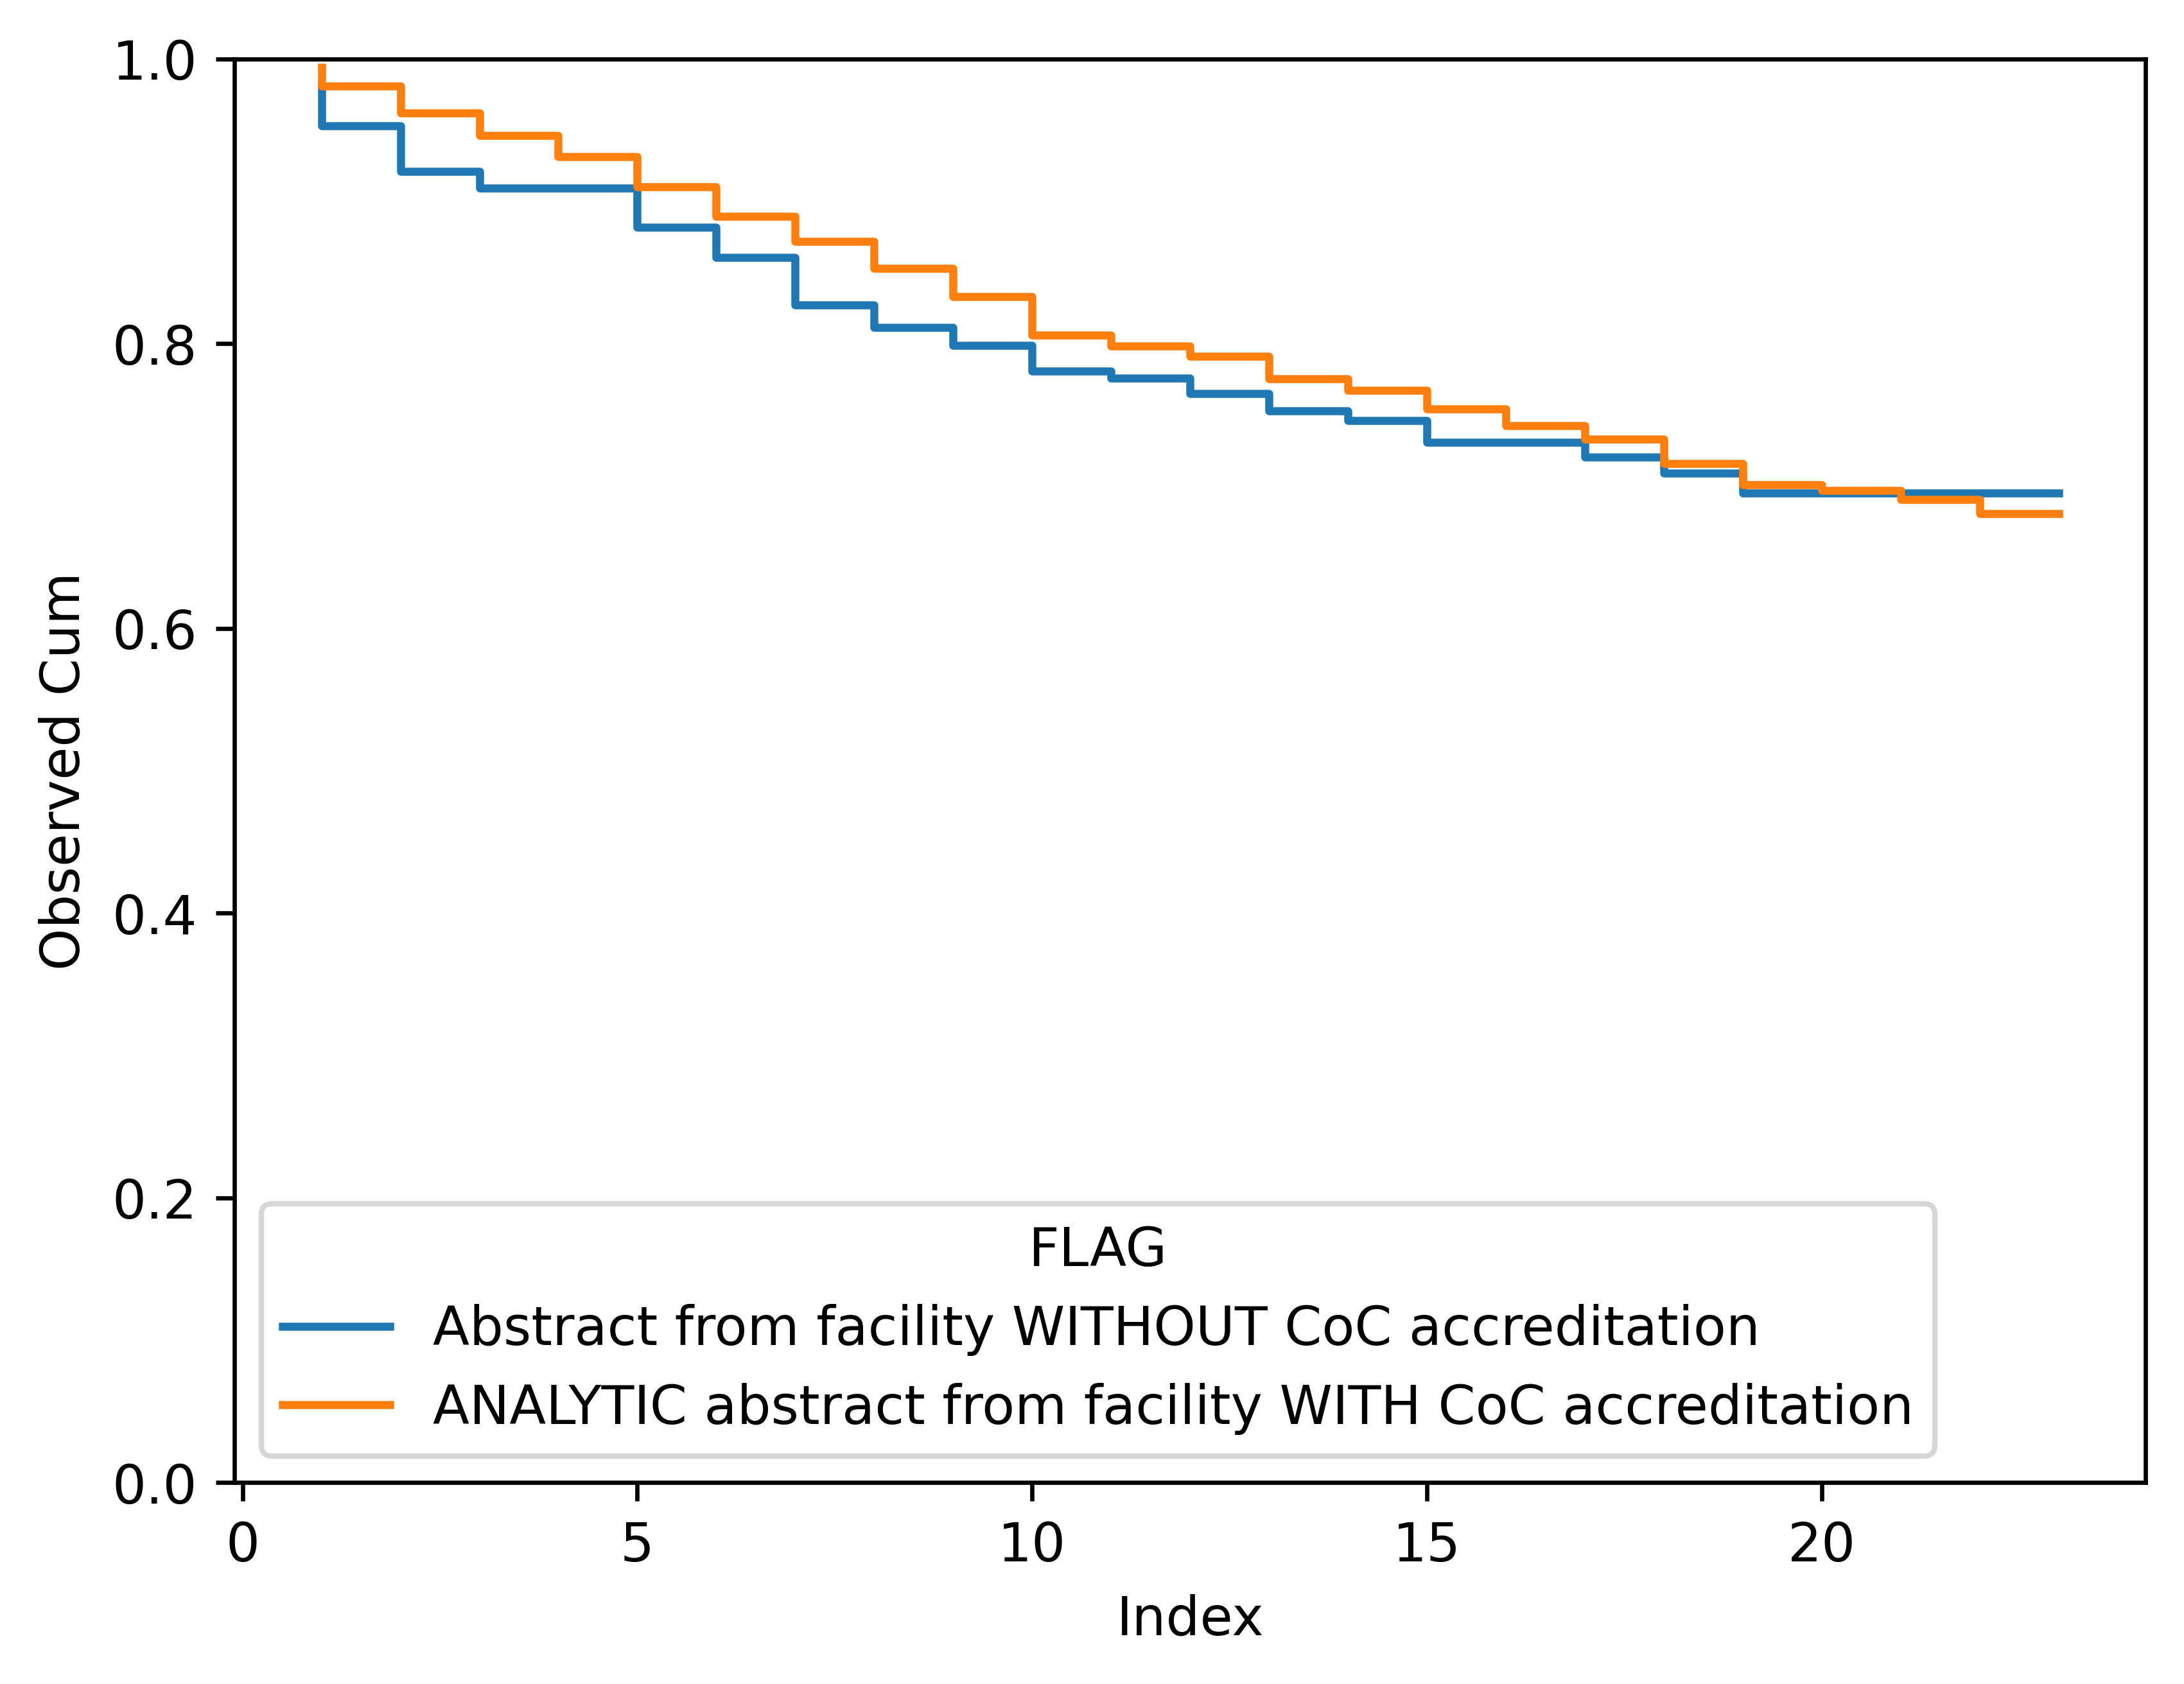 1.0
0.8
0.6
0.4
0.2
0.0
Observed Cum
FLAG
Abstract from facility WITHOUT CoC accreditation
ANALYTIC abstract from facility WITH CoC accreditation
0 5 10 15 20
Index